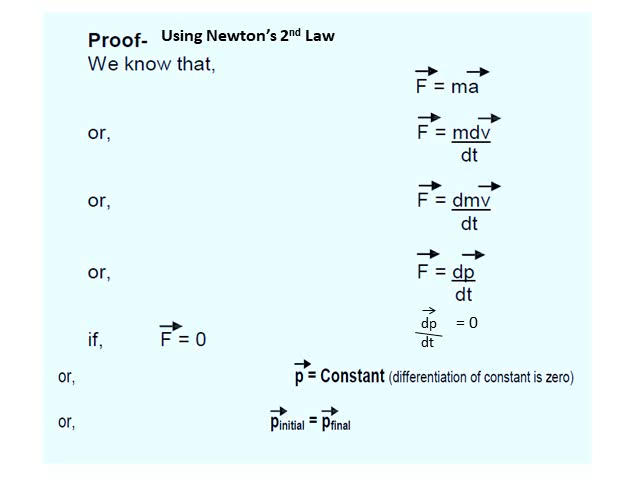 Proof- Using Newton's 2nd Law
We know that,
F = ma
or, F = mdv
dt
or, F = dmv
dt
or, F = dp
dt
if, F = 0 dp = 0
dt
or, p = Constant (differentiation of constant is zero)
or, pinitial = pfinal